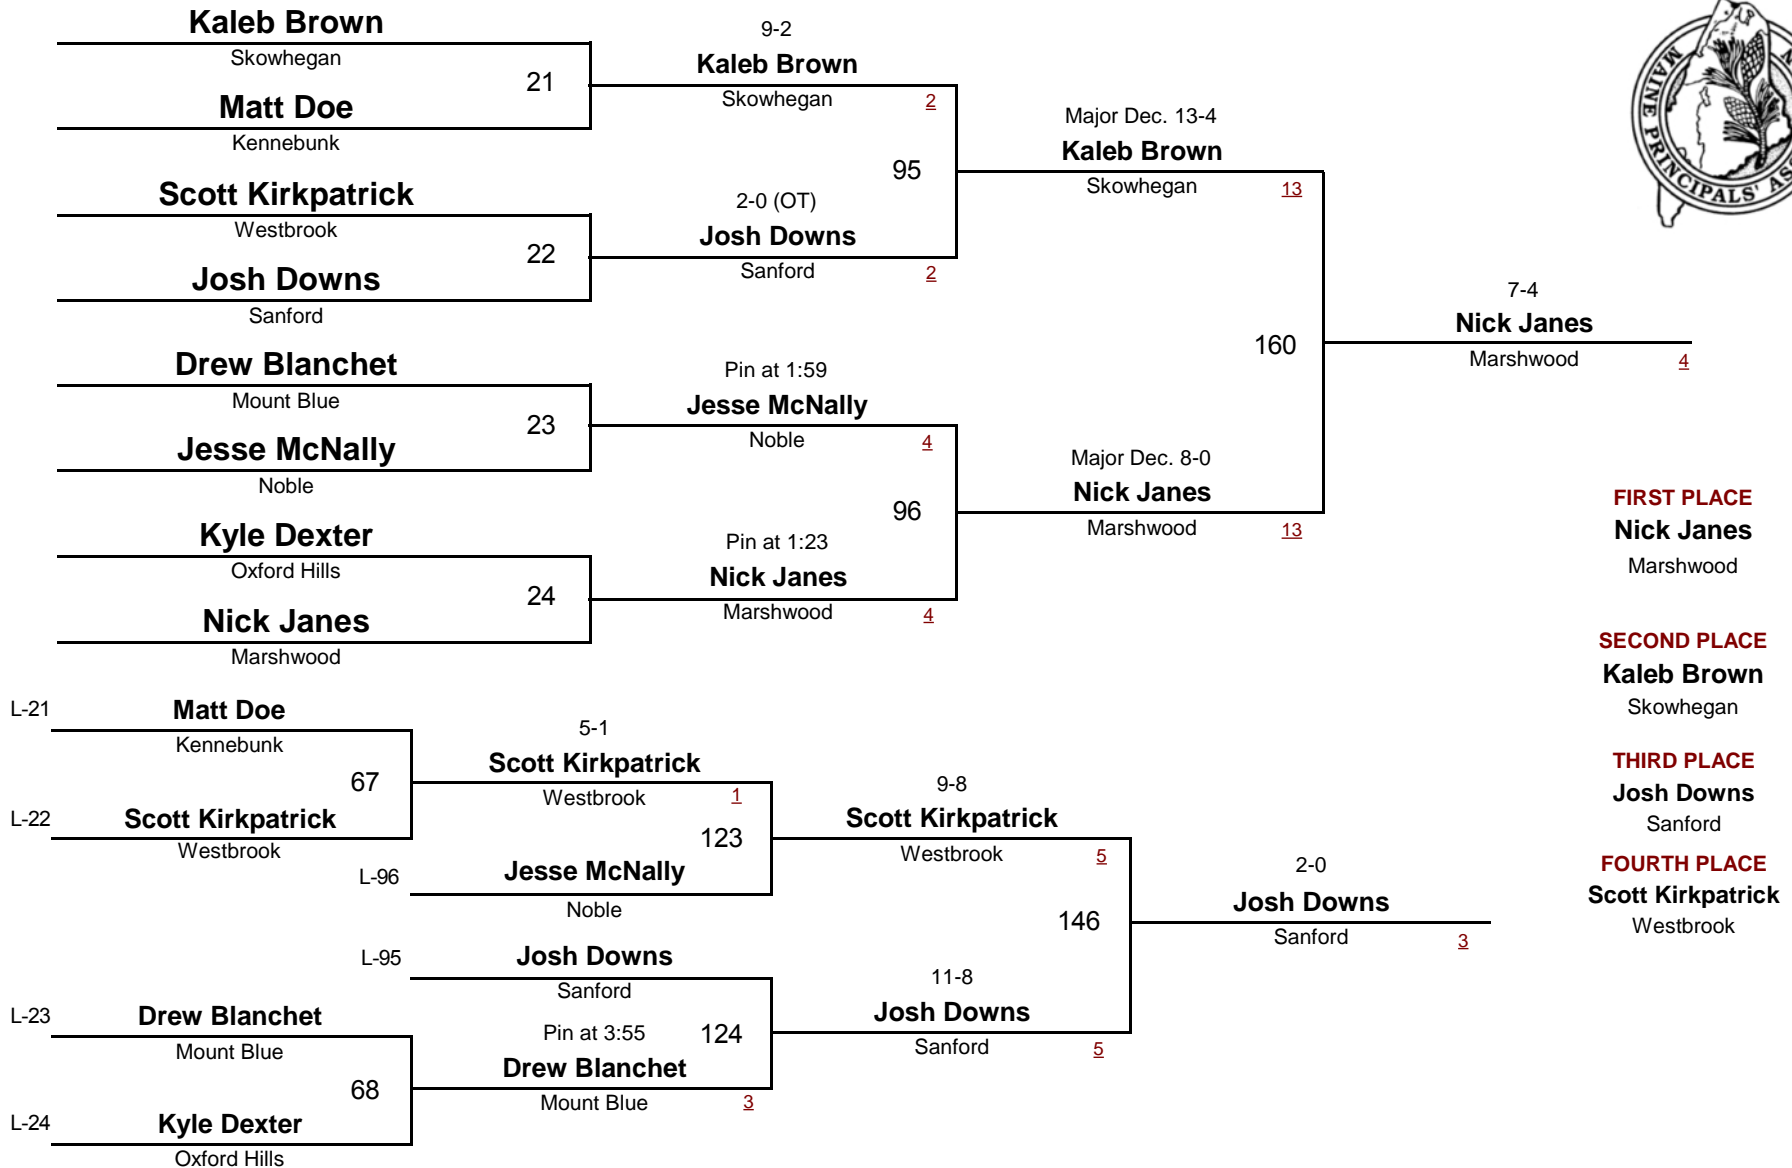 Kaleb Brown
Skowhegan
21
Matt Doe
Kennebunk
Scott Kirkpatrick
Westbrook
22
Josh Downs
Sanford
Drew Blanchet
Mount Blue
23
Jesse McNally
Noble
Kyle Dexter
Oxford Hills
24
Nick Janes
Marshwood
9-2
Kaleb Brown
Skowhegan 2
95
2-0 (OT)
Josh Downs
Sanford 2
Pin at 1:59
Jesse McNally
Noble 4
96
Pin at 1:23
Nick Janes
Marshwood 4
Major Dec. 13-4
Kaleb Brown
Skowhegan 13
160
Major Dec. 8-0
Nick Janes
Marshwood 13
7-4
Nick Janes
Marshwood 4
MAINE PRINCIPALS'
FIRST PLACE
Nick Janes
Marshwood
SECOND PLACE
Kaleb Brown
Skowhegan
THIRD PLACE
Josh Downs
Sanford
FOURTH PLACE
Scott Kirkpatrick
Westbrook
L-21 Matt Doe
Kennebunk
67
L-22 Scott Kirkpatrick
Westbrook
L-23 Drew Blanchet
Mount Blue
68
L-24 Kyle Dexter
Oxford Hills
5-1
Scott Kirkpatrick
Westbrook 1
123
L-96 Jesse McNally
Noble
L-95 Josh Downs
Sanford
Pin at 3:55 124
Drew Blanchet
Mount Blue 3
9-8
Scott Kirkpatrick
Westbrook 5
146
11-8
Josh Downs
Sanford 5
2-0
Josh Downs
Sanford 3